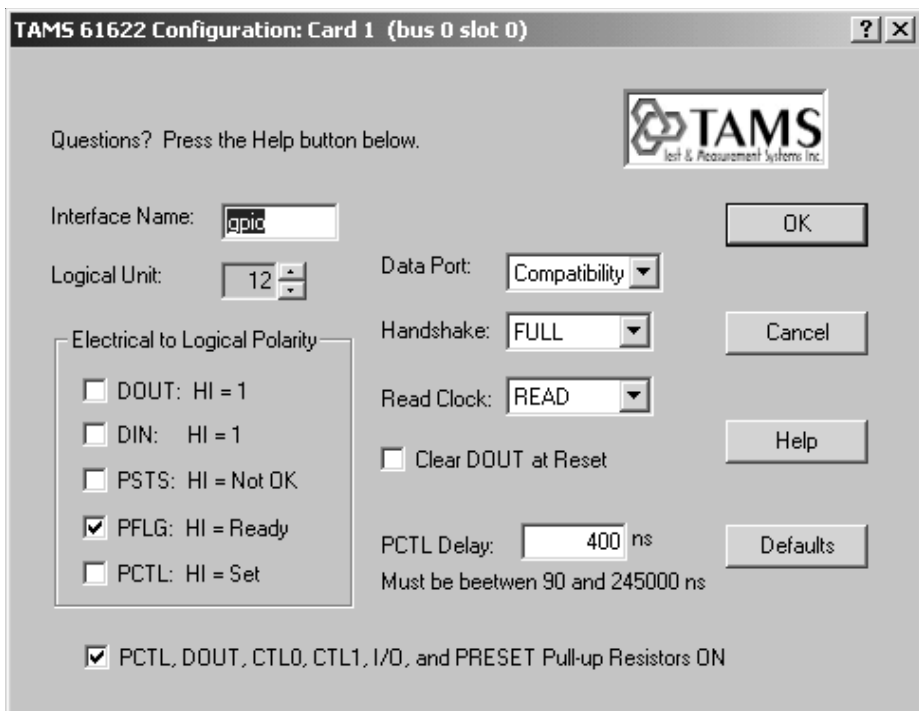 TAMS 61622 Configuration: Card 1 (bus 0 slot 0)
? X
TAMS
Test & Measurement Systems Inc.
Questions? Press the Help button below.
Interface Name: gpio
OK
Logical Unit: 12
Data Port: Compatibility
Electrical to Logical Polarity
Handshake: FULL
Cancel
DOUT: HI = 1
Read Clock: READ
DIN: HI = 1
Clear DOUT at Reset
Help
PSTS: HI = Not OK
PFLG: HI = Ready
PCTL Delay: 400 ns
Defaults
PCTL: HI = Set
Must be beetwen 90 and 245000 ns
PCTL, DOUT, CTL0, CTL1, I/O, and PRESET Pull-up Resistors ON